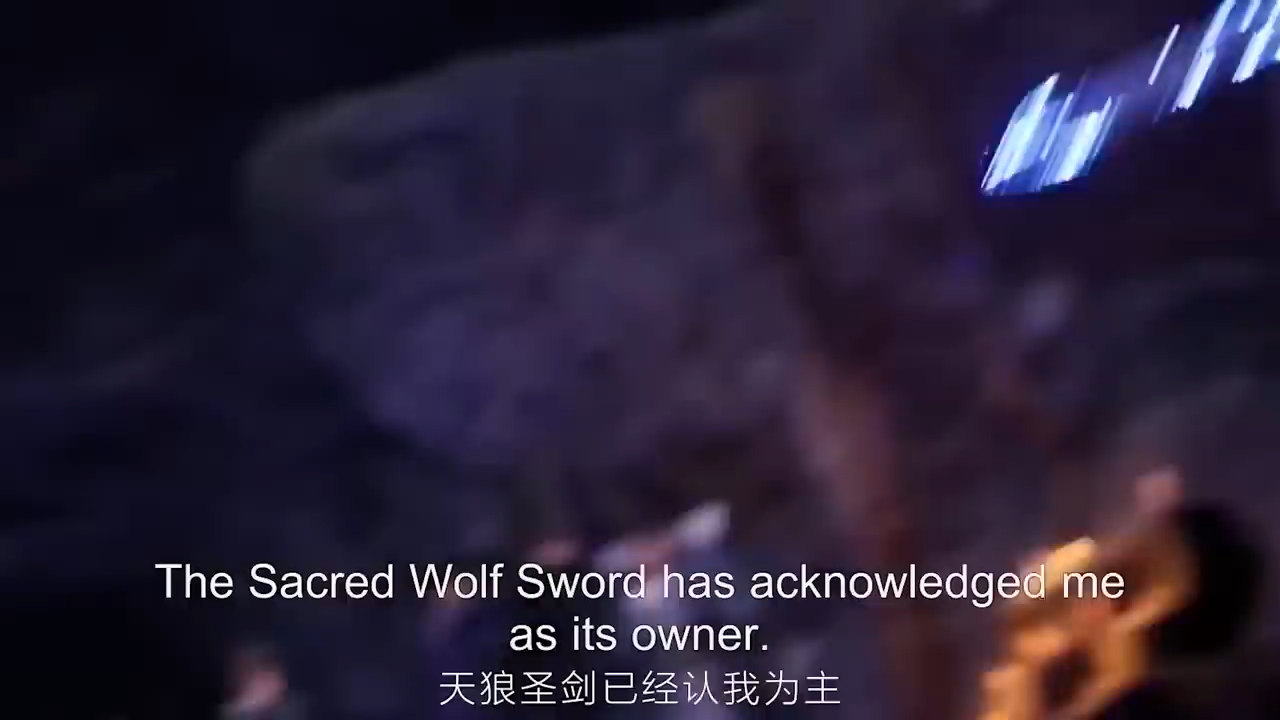 The Sacred Wolf Sword has acknowledged me
as its owner.
天狼圣剑已经认我为主